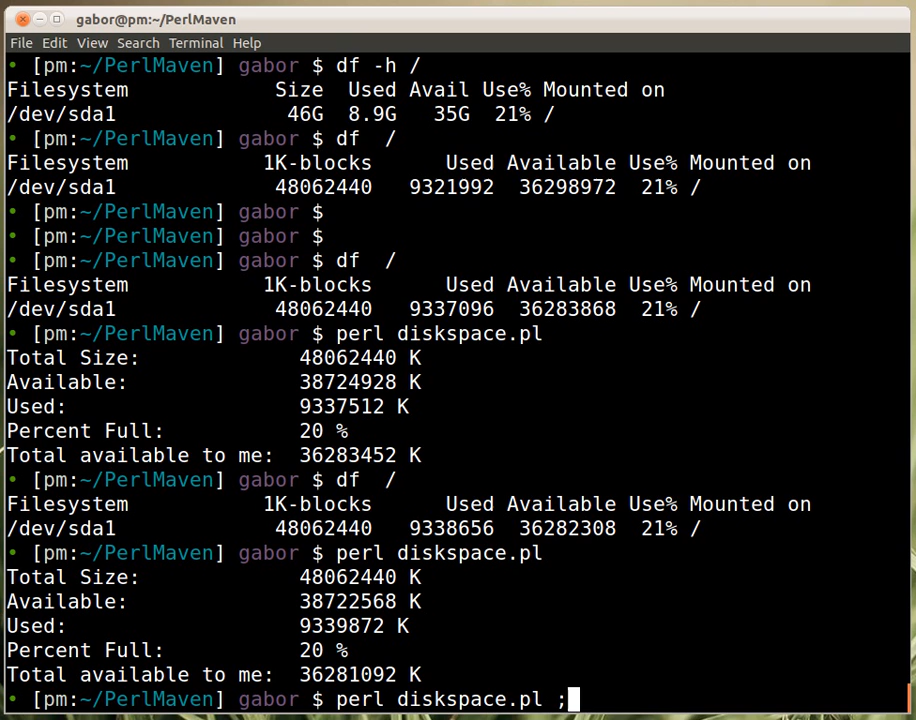 gabor@pm:~/PerlMaven
File Edit View Search Terminal Help
[pm:~/PerlMaven] gabor $ df -h /
Filesystem Size Used Avail Use% Mounted on
/dev/sda1 46G 8.9G 35G 21% /
[pm:~/PerlMaven] gabor $ df  /
Filesystem 1K-blocks Used Available Use% Mounted on
/dev/sda1 48062440 9321992 36298972 21% /
[pm:~/PerlMaven] gabor $
[pm:~/PerlMaven] gabor $
[pm:~/PerlMaven] gabor $ df  /
Filesystem 1K-blocks Used Available Use% Mounted on
/dev/sda1 48062440 9337096 36283868 21% /
[pm:~/PerlMaven] gabor $ perl diskspace.pl
Total Size: 48062440 K
Available: 38724928 K
Used: 9337512 K
Percent Full: 20 %
Total available to me: 36283452 K
[pm:~/PerlMaven] gabor $ df  /
Filesystem 1K-blocks Used Available Use% Mounted on
/dev/sda1 48062440 9338656 36282308 21% /
[pm:~/PerlMaven] gabor $ perl diskspace.pl
Total Size: 48062440 K
Available: 38722568 K
Used: 9339872 K
Percent Full: 20 %
Total available to me: 36281092 K
[pm:~/PerlMaven] gabor $ perl diskspace.pl ;